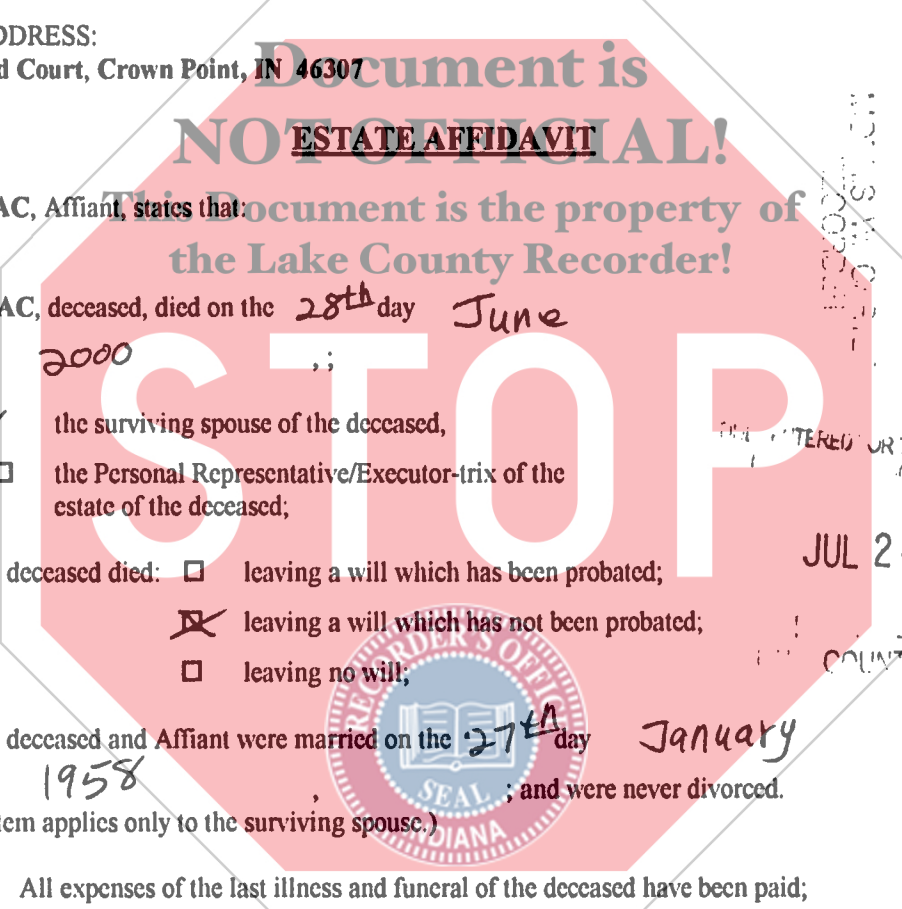 DDRESS:
d Court, Crown Point, IN 46307
Document is
NOT OFFICIAL!
ESTATE AFFIDAVIT
This Document is the property of
the Lake County Recorder!
AC, Affiant, states that:
AC, deceased, died on the 28th day June
2000 , ;
STOP
the surviving spouse of the deceased,
the Personal Representative/Executor-trix of the
estate of the deceased;
JUL 2
deceased died: ☐ leaving a will which has been probated;
☒ leaving a will which has not been probated;
☐ leaving no will;
RECORDER'S OFFICE
SEAL
INDIANA
deceased and Affiant were married on the 27th day January
1958 , ; and were never divorced.
tem applies only to the surviving spouse.)
All expenses of the last illness and funeral of the deceased have been paid;